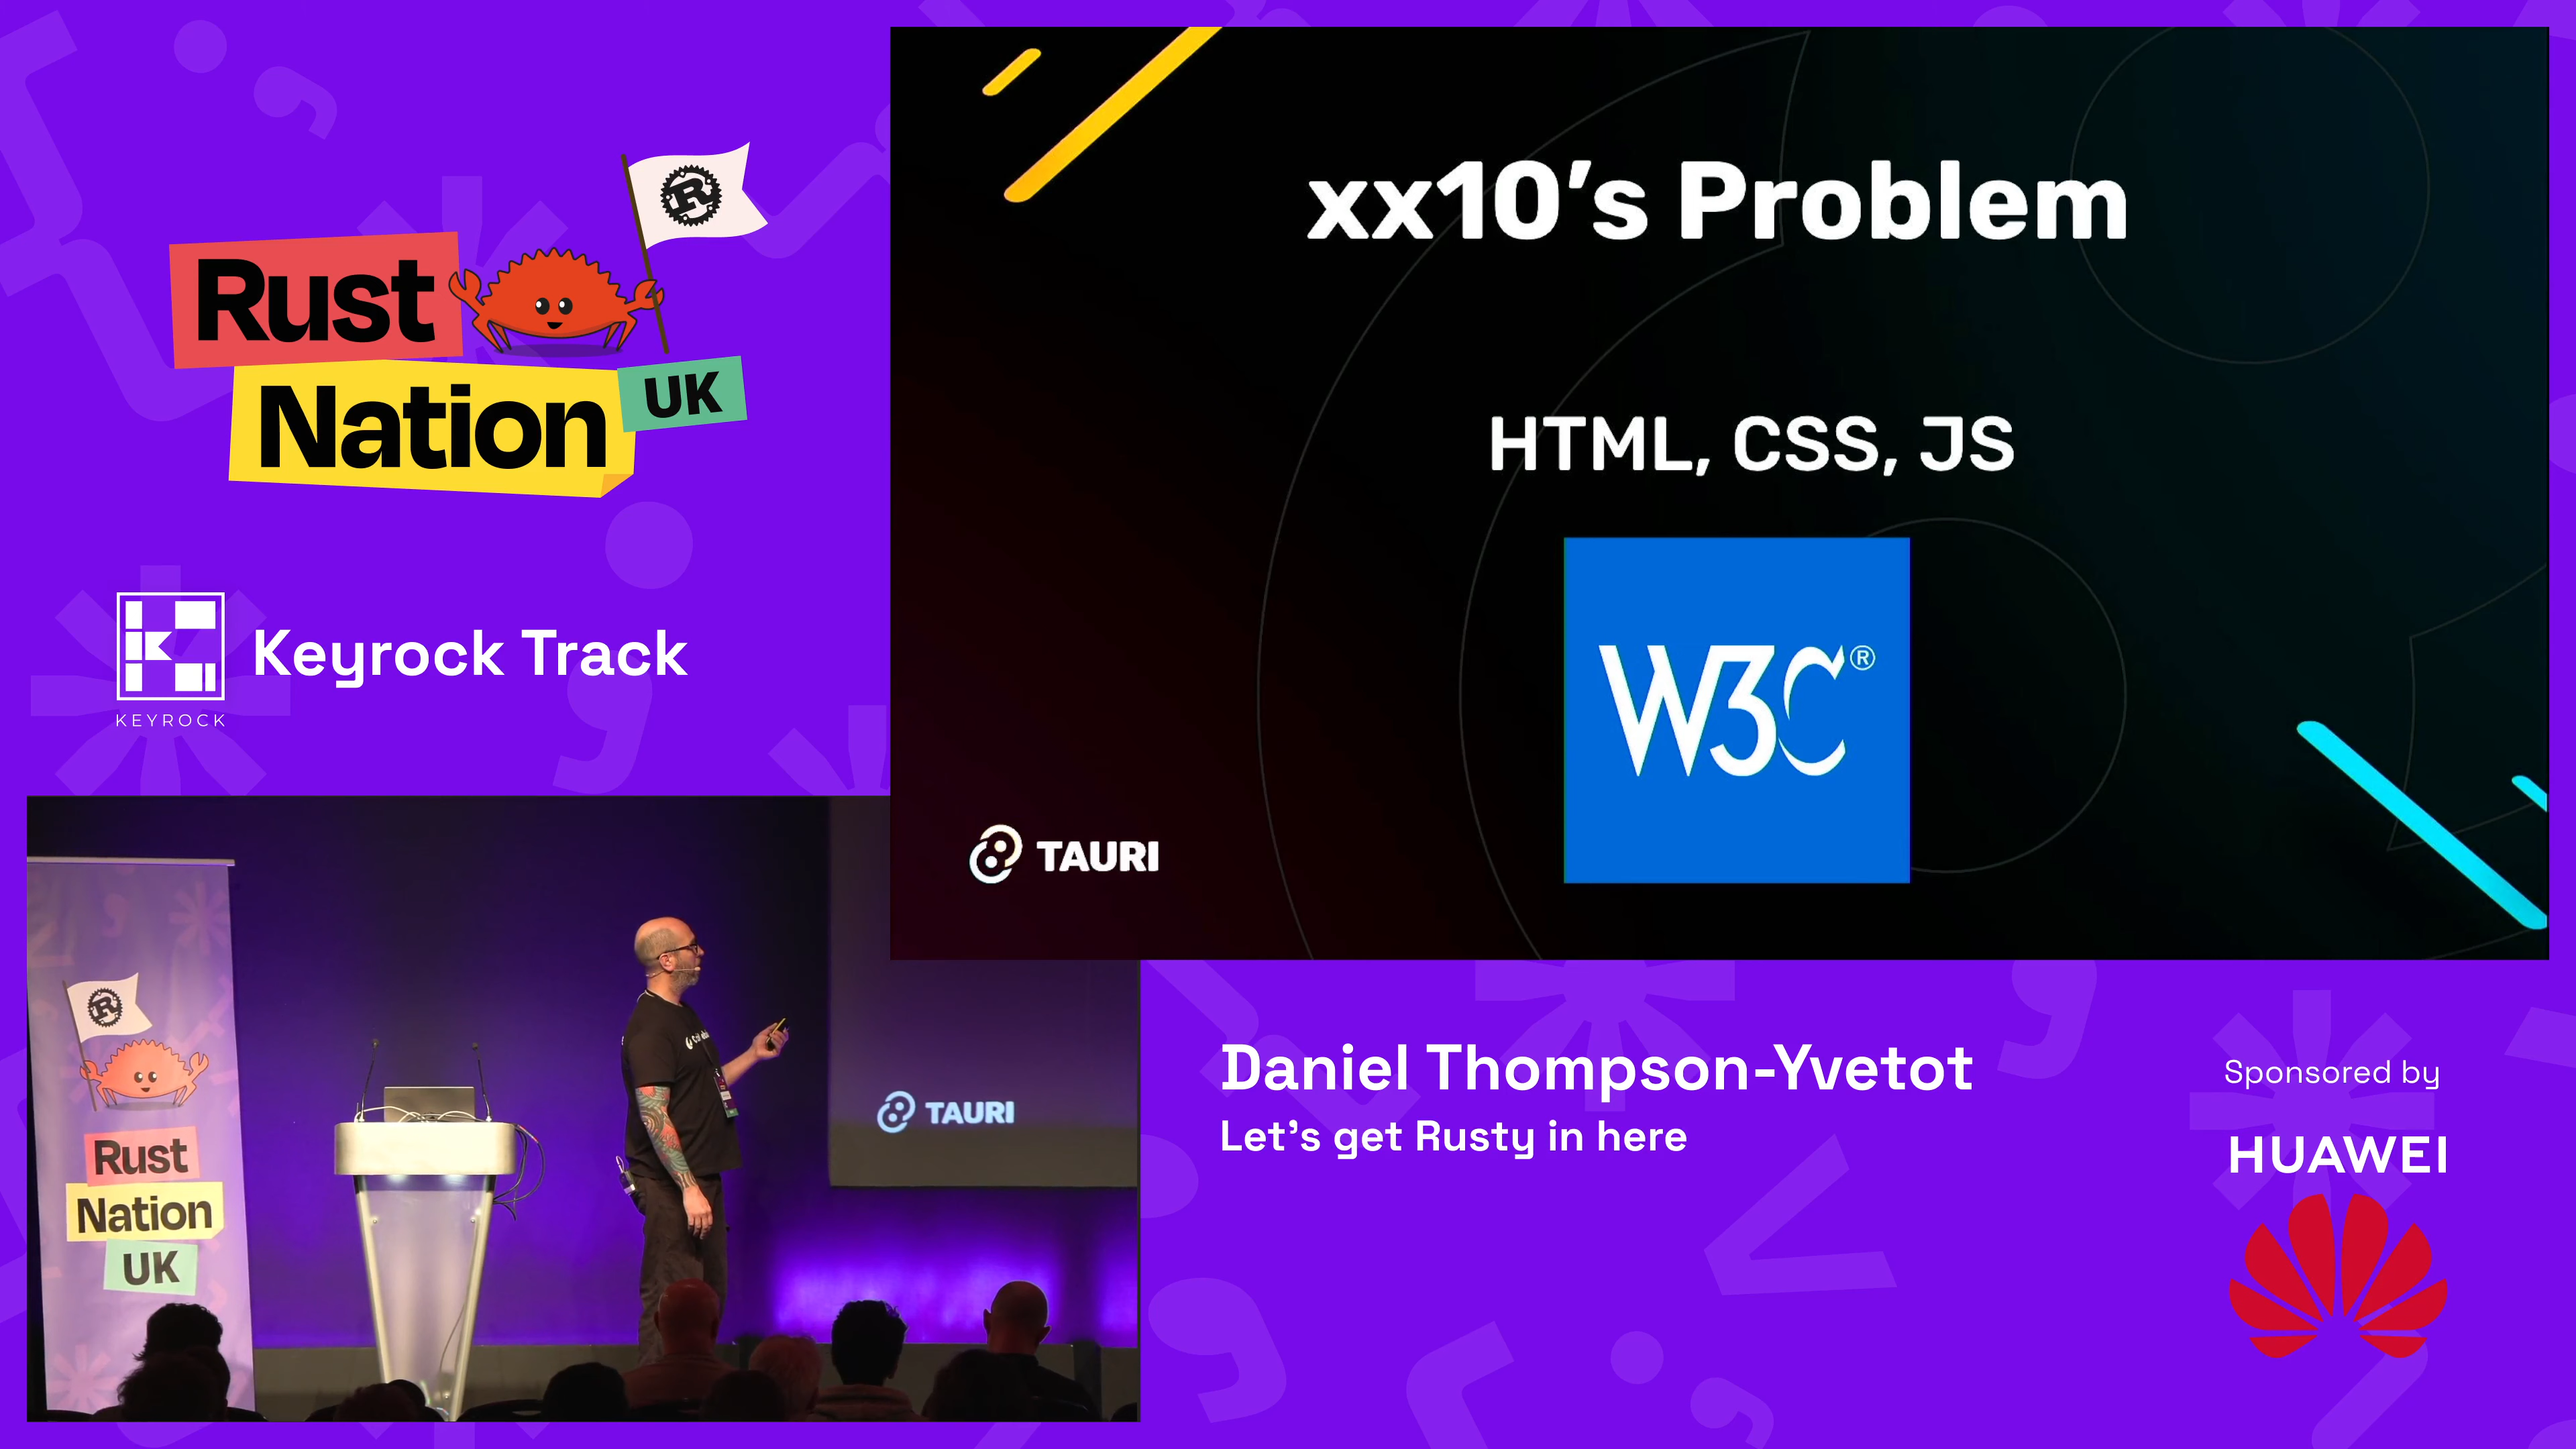 Rust
Nation
UK
KEYROCK
Keyrock Track
xx10's Problem
HTML, CSS, JS
W3C®
TAURI
R
Rust
Nation
UK
TAURI
Daniel Thompson-Yvetot
Let's get Rusty in here
Sponsored by
HUAWEI